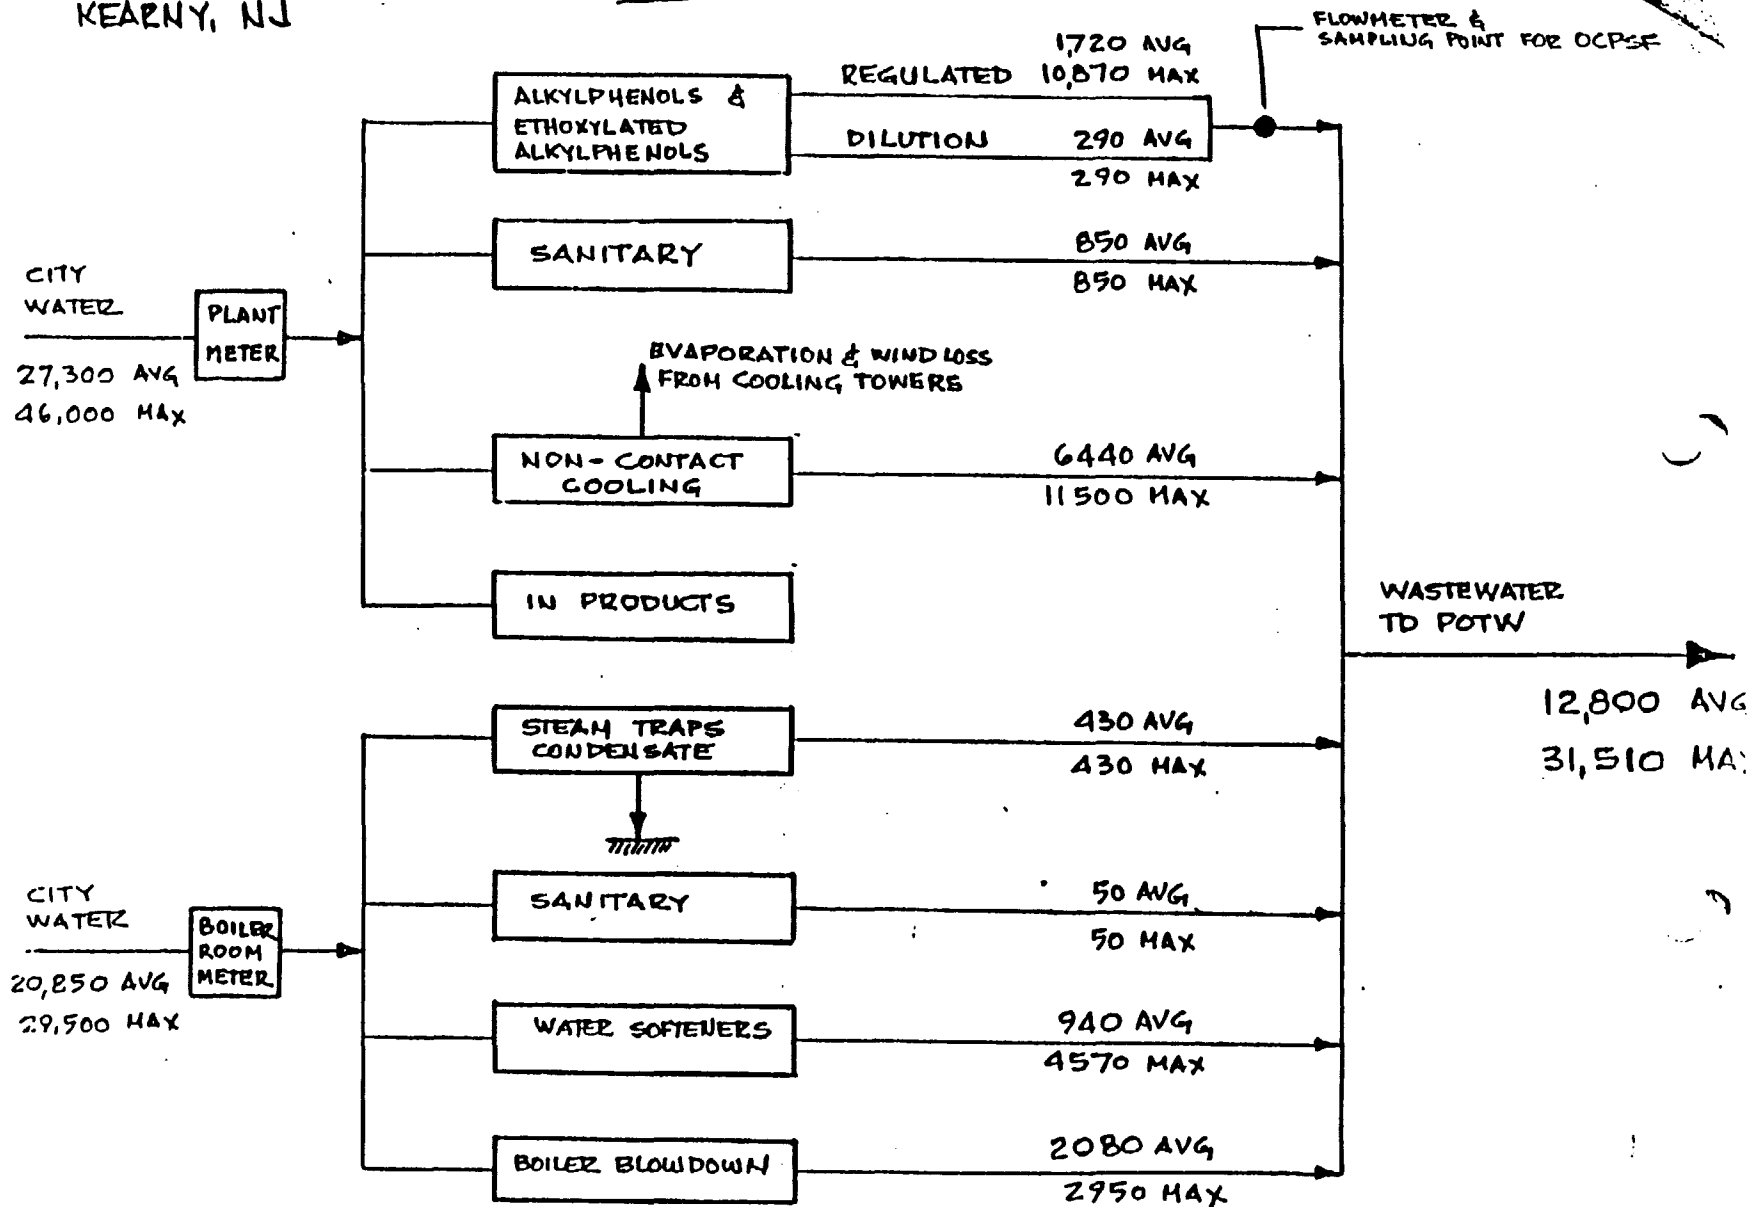 KEARNY, NJ
FLOWMETER &
SAMPLING POINT FOR OCPSF
1,720 AVG
REGULATED 10,870 MAX
ALKYLPHENOLS &
ETHOXYLATED
ALKYLPHENOLS
DILUTION 290 AVG
290 MAX
SANITARY
850 AVG
850 MAX
CITY
WATER
PLANT
METER
27,300 AVG
46,000 MAX
EVAPORATION & WIND LOSS
FROM COOLING TOWERS
NON-CONTACT
COOLING
6440 AVG
11500 MAX
IN PRODUCTS
WASTEWATER
TO POTW
12,800 AVG
31,510 MA
STEAM TRAPS
CONDENSATE
430 AVG
430 MAX
SANITARY
50 AVG
50 MAX
CITY
WATER
BOILER
ROOM
METER
20,850 AVG
29,500 MAX
WATER SOFTENERS
940 AVG
4570 MAX
BOILER BLOWDOWN
2080 AVG
2950 MAX